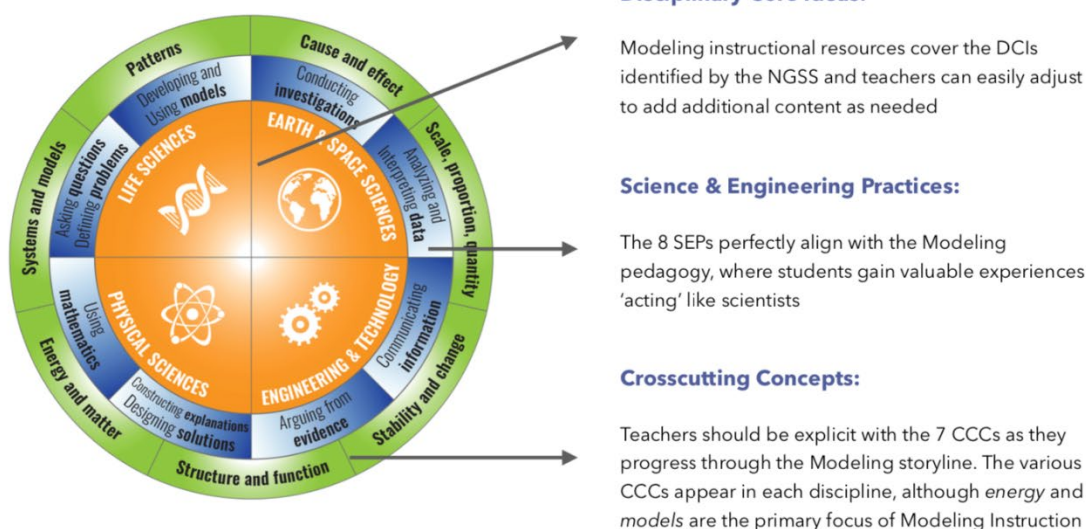 Patterns
Cause and effect
Scale, proportion, quantity
Stability and change
Structure and function
Energy and matter
Systems and models
Developing and
Using models
Conducting
investigations
Analyzing and
Interpreting data
Communicating
information
Arguing from
evidence
Constructing explanations
Designing solutions
Using
mathematics
Asking questions
Defining problems
LIFE SCIENCES
EARTH & SPACE SCIENCES
PHYSICAL SCIENCES
ENGINEERING & TECHNOLOGY
Modeling instructional resources cover the DCIs
identified by the NGSS and teachers can easily adjust
to add additional content as needed
Science & Engineering Practices:
The 8 SEPs perfectly align with the Modeling
pedagogy, where students gain valuable experiences
‘acting’ like scientists
Crosscutting Concepts:
Teachers should be explicit with the 7 CCCs as they
progress through the Modeling storyline. The various
CCCs appear in each discipline, although energy and
models are the primary focus of Modeling Instruction